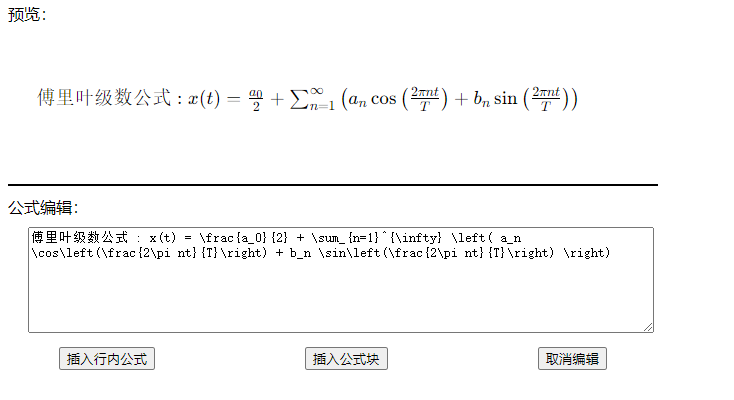 预览：
傅里叶级数公式 : x(t) = \frac{a_0}{2} + \sum_{n=1}^{\infty} \left( a_n \cos\left(\frac{2\pi nt}{T}\right) + b_n \sin\left(\frac{2\pi nt}{T}\right) \right)
公式编辑：
傅里叶级数公式 : x(t) = \frac{a_0}{2} + \sum_{n=1}^{\infty} \left( a_n
\cos\left(\frac{2\pi nt}{T}\right) + b_n \sin\left(\frac{2\pi nt}{T}\right) \right)
插入行内公式 插入公式块 取消编辑